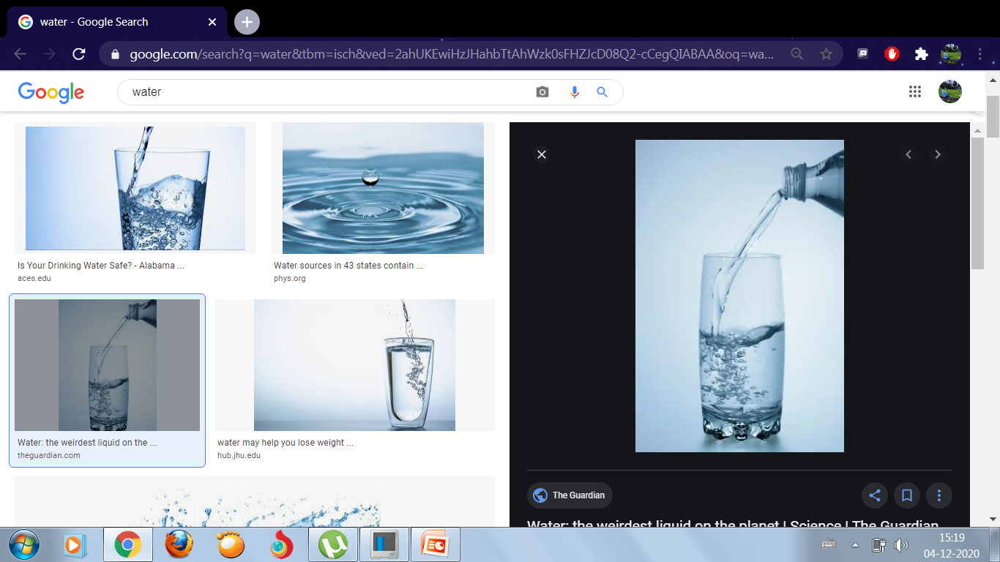 water - Google Search
google.com/search?q=water&tbm=isch&ved=2ahUKEwiHzJHahbTtAhWzk0sFHZJcD08Q2-cCegQIABAA&oq=wa...
Google
water
Is Your Drinking Water Safe? - Alabama ...
aces.edu
Water sources in 43 states contain ...
phys.org
Water: the weirdest liquid on the ...
theguardian.com
water may help you lose weight ...
hub.jhu.edu
The Guardian
Water: the weirdest liquid on the planet | Science | The Guardian
15:19
04-12-2020